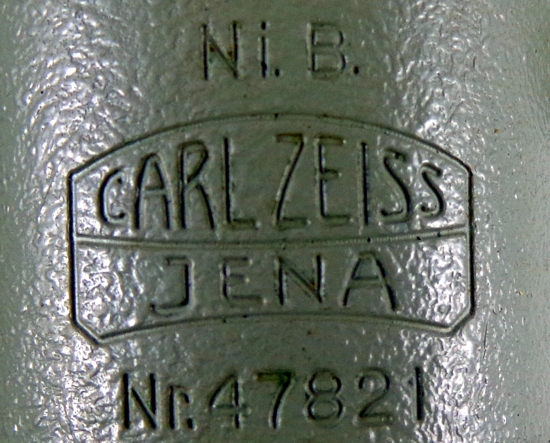 Ni. B.
CARL ZEISS
JENA
Nr. 47821